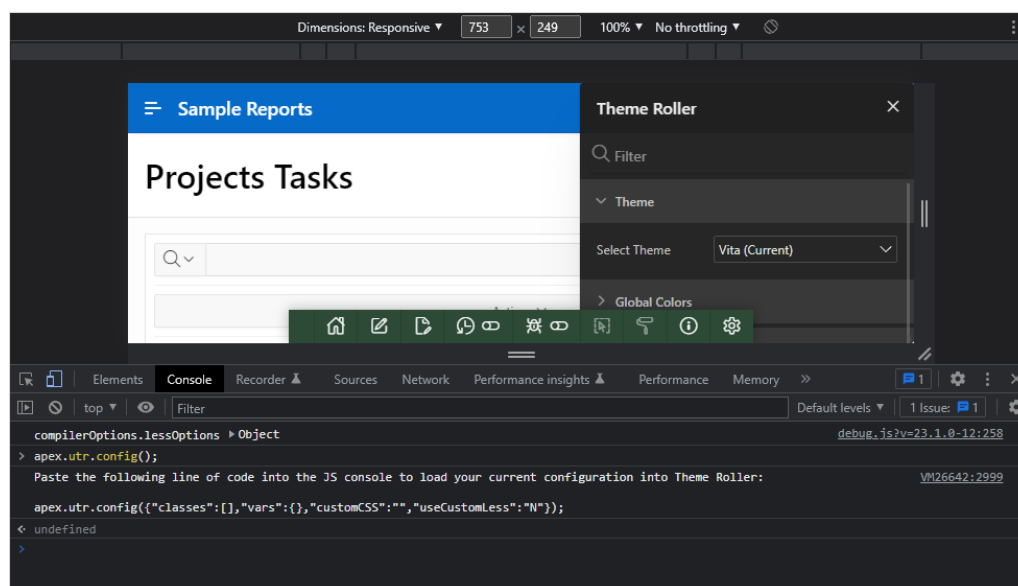 Dimensions: Responsive ▼ 753 × 249 100% ▼ No throttling ▼
Sample Reports
Theme Roller
Filter
Projects Tasks
Theme
Select Theme Vita (Current)
Global Colors
Elements Console Recorder Sources Network Performance insights Performance Memory » 1
top ▼ Filter Default levels ▼ 1 Issue: 1
compilerOptions.lessOptions ▶ Object debug.js?v=23.1.0-12:258
> apex.utr.config();
Paste the following line of code into the JS console to load your current configuration into Theme Roller: VM26642:2999
apex.utr.config({"classes":[],"vars":{},"customCSS":"","useCustomLess":"N"});
undefined